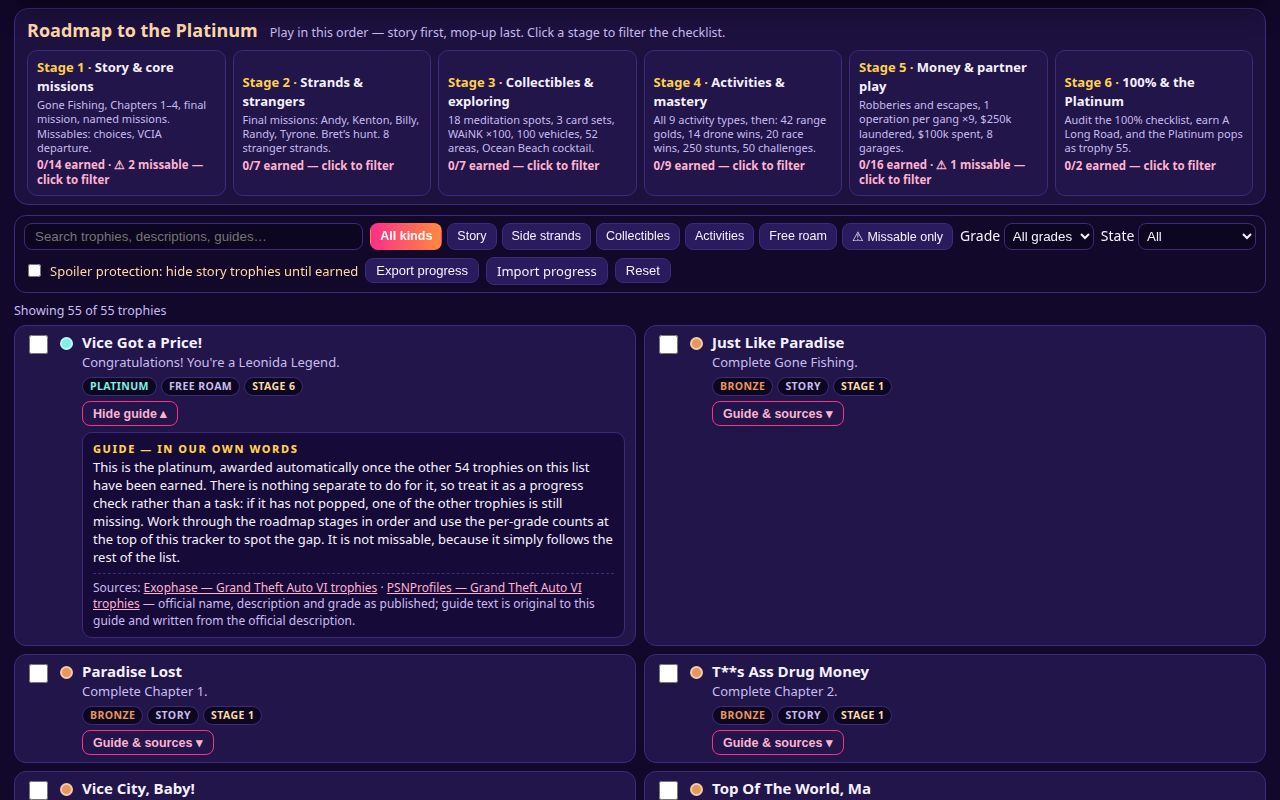 Roadmap to the Platinum Play in this order — story first, mop-up last. Click a stage to filter the checklist.
Stage 1 · Story & core
missions
Gone Fishing, Chapters 1–4, final
mission, named missions.
Missables: choices, VCIA
departure.
0/14 earned · ⚠ 2 missable —
click to filter
Stage 2 · Strands &
strangers
Final missions: Andy, Kenton, Billy,
Randy, Tyrone. Bret's hunt. 8
stranger strands.
0/7 earned — click to filter
Stage 3 · Collectibles &
exploring
18 meditation spots, 3 card sets,
WAiNK ×100, 100 vehicles, 52
areas, Ocean Beach cocktail.
0/7 earned — click to filter
Stage 4 · Activities &
mastery
All 9 activity types, then: 42 range
golds, 14 drone wins, 20 race
wins, 250 stunts, 50 challenges.
0/9 earned — click to filter
Stage 5 · Money & partner
play
Robberies and escapes, 1
operation per gang ×9, $250k
laundered, $100k spent, 8
garages.
0/16 earned · ⚠ 1 missable —
click to filter
Stage 6 · 100% & the
Platinum
Audit the 100% checklist, earn A
Long Road, and the Platinum pops
as trophy 55.
0/2 earned — click to filter
Search trophies, descriptions, guides…
All kinds Story Side strands Collectibles Activities Free roam ⚠ Missable only Grade All grades State All
Spoiler protection: hide story trophies until earned Export progress Import progress Reset
Showing 55 of 55 trophies
Vice Got a Price!
Congratulations! You're a Leonida Legend.
PLATINUM FREE ROAM STAGE 6
Hide guide ▴
GUIDE — IN OUR OWN WORDS
This is the platinum, awarded automatically once the other 54 trophies on this list
have been earned. There is nothing separate to do for it, so treat it as a progress
check rather than a task: if it has not popped, one of the other trophies is still
missing. Work through the roadmap stages in order and use the per-grade counts at
the top of this tracker to spot the gap. It is not missable, because it simply follows the
rest of the list.
Sources: Exophase — Grand Theft Auto VI trophies · PSNProfiles — Grand Theft Auto VI
trophies — official name, description and grade as published; guide text is original to this
guide and written from the official description.
Just Like Paradise
Complete Gone Fishing.
BRONZE STORY STAGE 1
Guide & sources ▾
Paradise Lost
Complete Chapter 1.
BRONZE STORY STAGE 1
Guide & sources ▾
T**s Ass Drug Money
Complete Chapter 2.
BRONZE STORY STAGE 1
Guide & sources ▾
Vice City, Baby!
Top Of The World, Ma